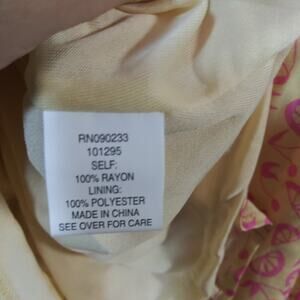 RN090233
101295
SELF:
100% RAYON
LINING:
100% POLYESTER
MADE IN CHINA
SEE OVER FOR CARE